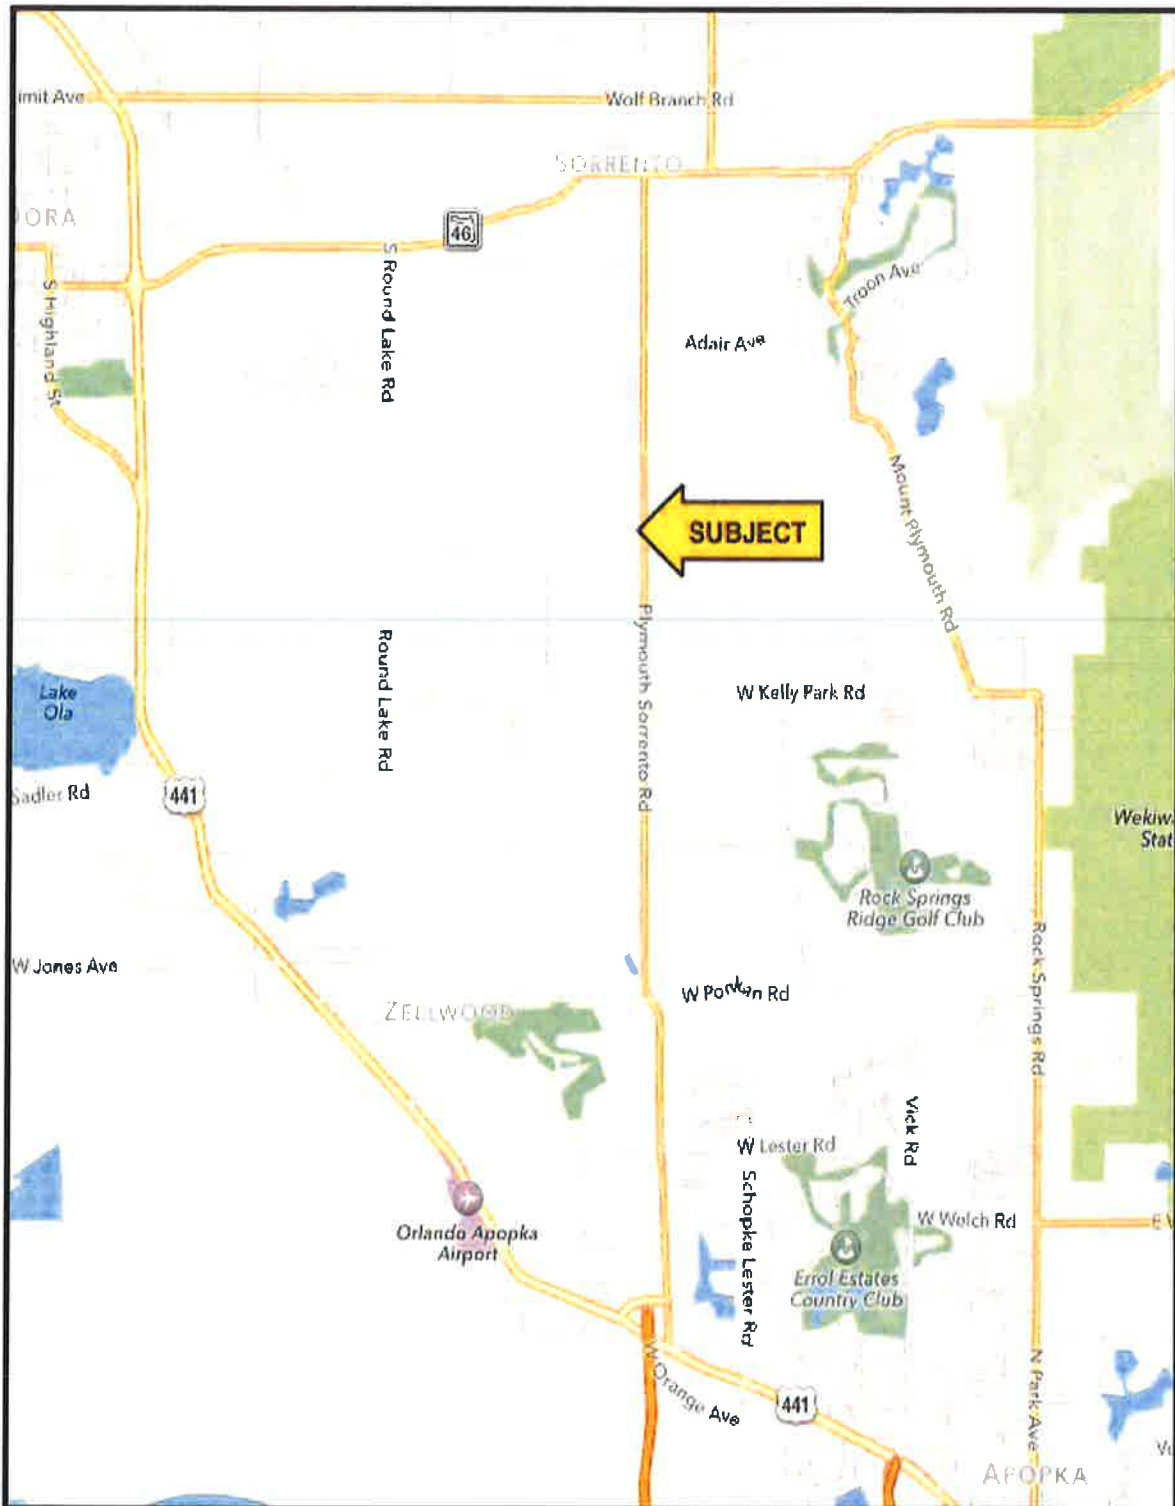 imit Ave
Wolf Branch Rd
SORRENTO
DORA
46
S Round Lake Rd
S Highland St
Troon Ave
Adair Ave
SUBJECT
Mount Plymouth Rd
Plymouth Sorrento Rd
Round Lake Rd
Lake
Ola
W Kelly Park Rd
Sadler Rd
441
Wekiw
Stat
Rock Springs
Ridge Golf Club
W Jones Ave
Rock Springs Rd
W Ponkan Rd
ZELLWOOD
Vick Rd
W Lester Rd
Schopke Lester Rd
W Welch Rd
E
Orlando Apopka
Airport
Errol Estates
Country Club
W Orange Ave
441
N Park Ave
APOPKA